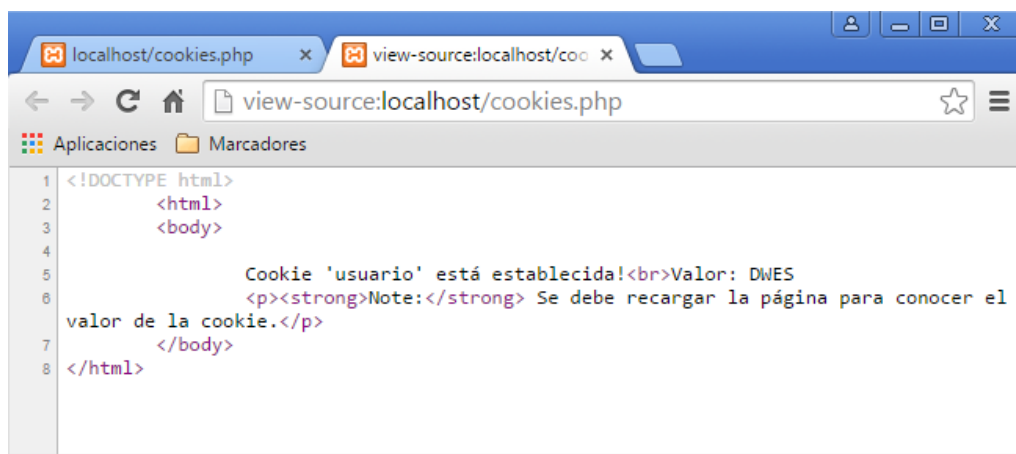 localhost/cookies.php
view-source:localhost/coo
view-source:localhost/cookies.php
Aplicaciones
Marcadores
1 <!DOCTYPE html>
2 <html>
3 <body>
4
5 Cookie 'usuario' está establecida!<br>Valor: DWES
6 <p><strong>Note:</strong> Se debe recargar la página para conocer el
valor de la cookie.</p>
7 </body>
8 </html>